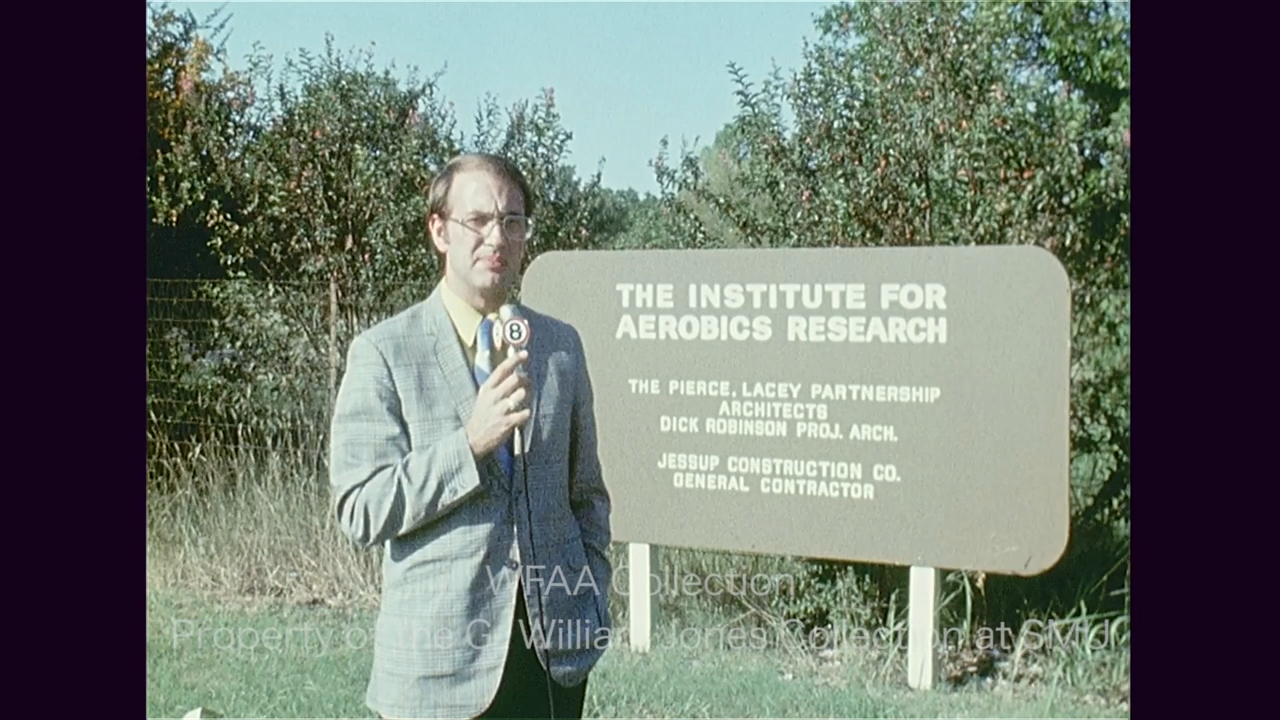 8
THE INSTITUTE FOR
AEROBICS RESEARCH
THE PIERCE, LACEY PARTNERSHIP
ARCHITECTS
DICK ROBINSON PROJ. ARCH.
JESSUP CONSTRUCTION CO.
GENERAL CONTRACTOR
WFAA Collection
Property of the G. William Jones Collection at SMU